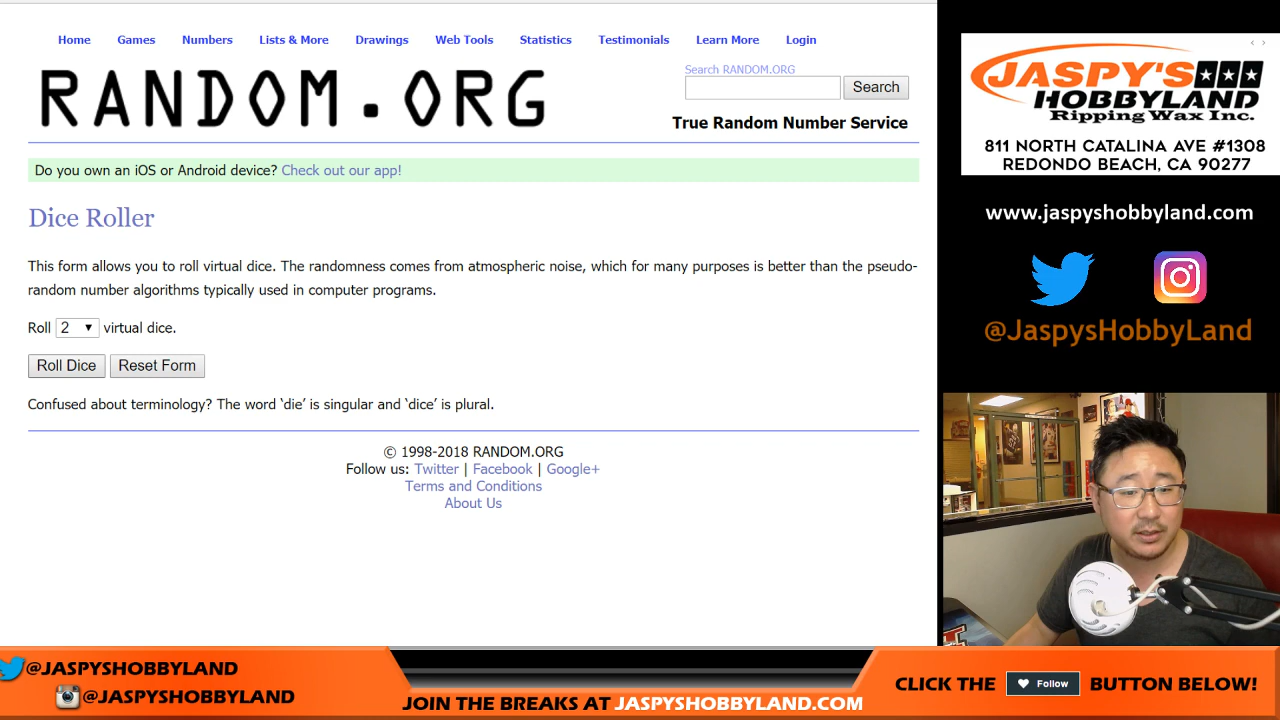 Home Games Numbers Lists & More Drawings Web Tools Statistics Testimonials Learn More Login
RANDOM.ORG
Search RANDOM.ORG
Search
True Random Number Service
Do you own an iOS or Android device? Check out our app!
Dice Roller
This form allows you to roll virtual dice. The randomness comes from atmospheric noise, which for many purposes is better than the pseudo-
random number algorithms typically used in computer programs.
Roll 2 virtual dice.
Roll Dice Reset Form
Confused about terminology? The word ‘die’ is singular and ‘dice’ is plural.
© 1998-2018 RANDOM.ORG
Follow us: Twitter | Facebook | Google+
Terms and Conditions
About Us
JASPY'S
HOBBYLAND
Ripping Wax Inc.
811 NORTH CATALINA AVE #1308
REDONDO BEACH, CA 90277
www.jaspyshobbyland.com
@JaspysHobbyLand
@JASPYSHOBBYLAND
@JASPYSHOBBYLAND
JOIN THE BREAKS AT JASPYSHOBBYLAND.COM
CLICK THE Follow BUTTON BELOW!